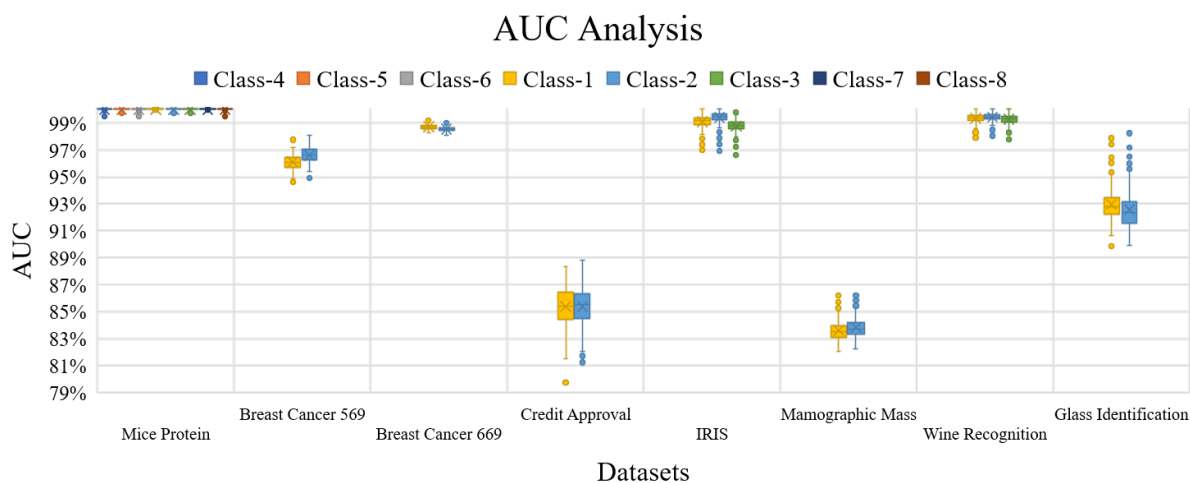 AUC Analysis
Class-4 Class-5 Class-6 Class-1 Class-2 Class-3 Class-7 Class-8
99%
97%
95%
93%
91%
89%
87%
85%
83%
81%
79%
AUC
Breast Cancer 569 Credit Approval Mamographic Mass Glass Identification
Mice Protein Breast Cancer 669 IRIS Wine Recognition
Datasets